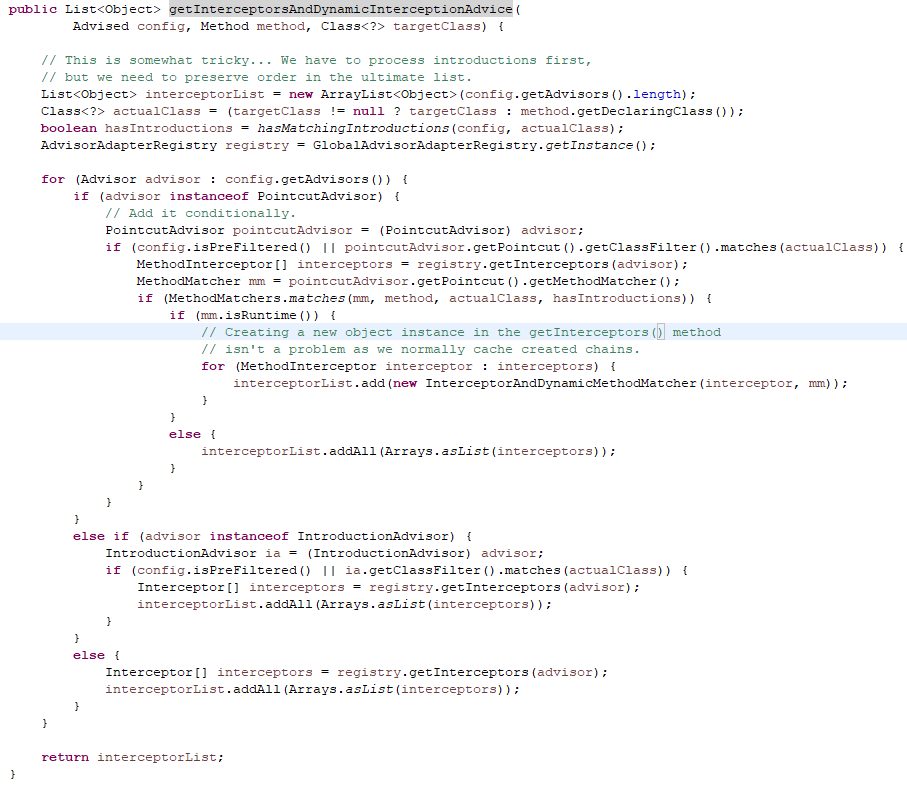 public List<Object> getInterceptorsAndDynamicInterceptionAdvice(
        Advised config, Method method, Class<?> targetClass) {

    // This is somewhat tricky... We have to process introductions first,
    // but we need to preserve order in the ultimate list.
    List<Object> interceptorList = new ArrayList<Object>(config.getAdvisors().length);
    Class<?> actualClass = (targetClass != null ? targetClass : method.getDeclaringClass());
    boolean hasIntroductions = hasMatchingIntroductions(config, actualClass);
    AdvisorAdapterRegistry registry = GlobalAdvisorAdapterRegistry.getInstance();

    for (Advisor advisor : config.getAdvisors()) {
        if (advisor instanceof PointcutAdvisor) {
            // Add it conditionally.
            PointcutAdvisor pointcutAdvisor = (PointcutAdvisor) advisor;
            if (config.isPreFiltered() || pointcutAdvisor.getPointcut().getClassFilter().matches(actualClass)) {
                MethodInterceptor[] interceptors = registry.getInterceptors(advisor);
                MethodMatcher mm = pointcutAdvisor.getPointcut().getMethodMatcher();
                if (MethodMatchers.matches(mm, method, actualClass, hasIntroductions)) {
                    if (mm.isRuntime()) {
                        // Creating a new object instance in the getInterceptors() method
                        // isn't a problem as we normally cache created chains.
                        for (MethodInterceptor interceptor : interceptors) {
                            interceptorList.add(new InterceptorAndDynamicMethodMatcher(interceptor, mm));
                        }
                    }
                    else {
                        interceptorList.addAll(Arrays.asList(interceptors));
                    }
                }
            }
        }
        else if (advisor instanceof IntroductionAdvisor) {
            IntroductionAdvisor ia = (IntroductionAdvisor) advisor;
            if (config.isPreFiltered() || ia.getClassFilter().matches(actualClass)) {
                Interceptor[] interceptors = registry.getInterceptors(advisor);
                interceptorList.addAll(Arrays.asList(interceptors));
            }
        }
        else {
            Interceptor[] interceptors = registry.getInterceptors(advisor);
            interceptorList.addAll(Arrays.asList(interceptors));
        }
    }

    return interceptorList;
}